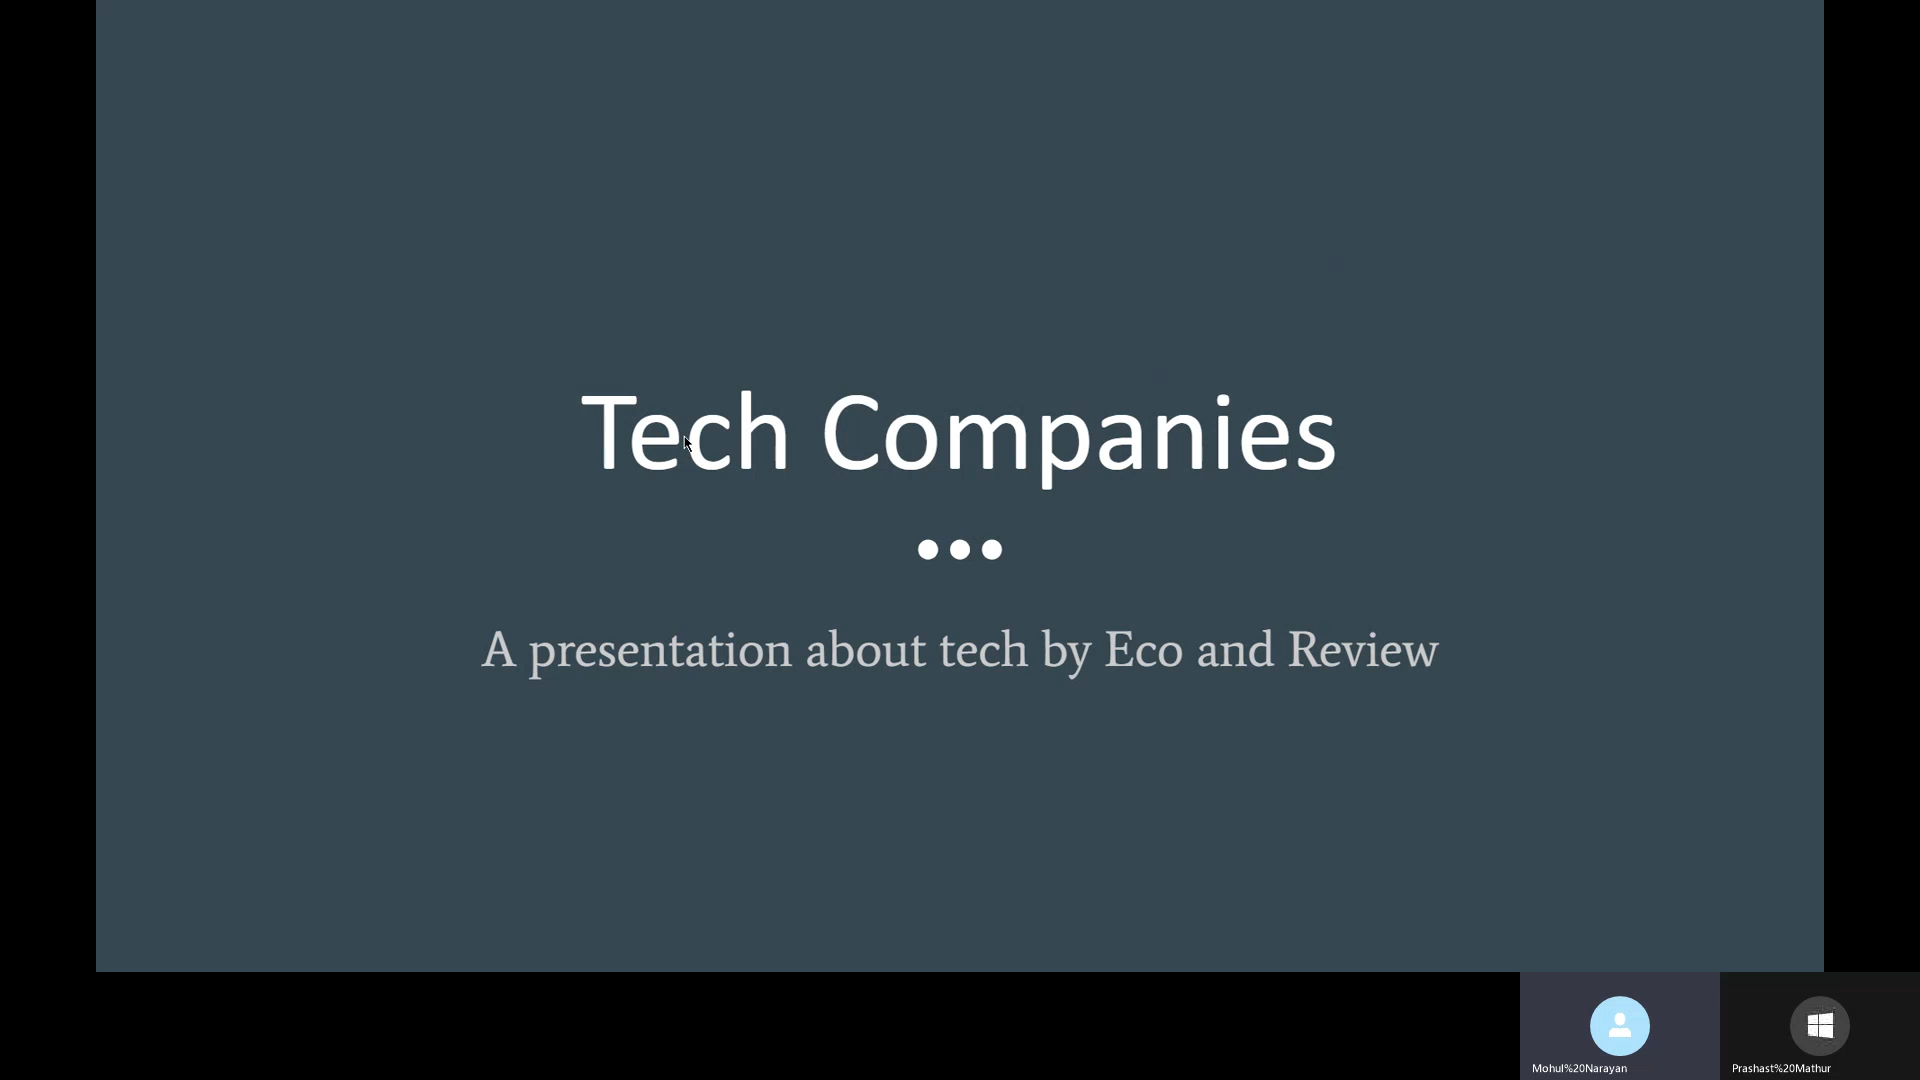 Tech Companies
A presentation about tech by Eco and Review
Mohul%20Narayan
Prashast%20Mathur